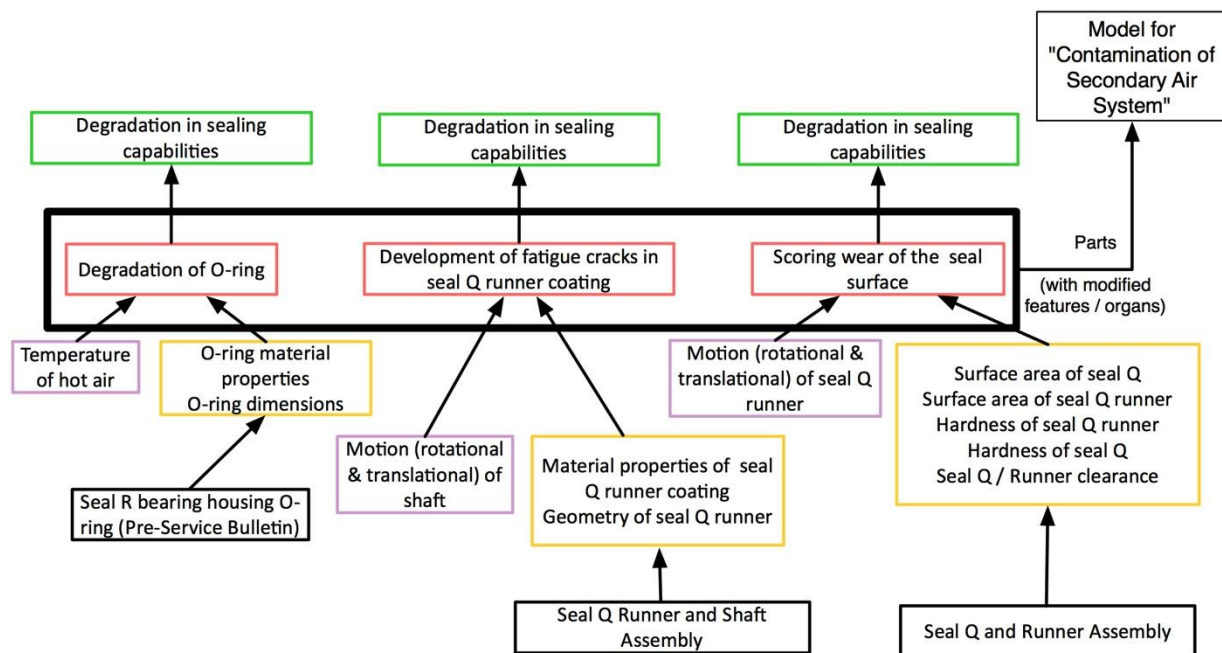 Model for
"Contamination of
Secondary Air
System"
Degradation in sealing
capabilities
Degradation in sealing
capabilities
Degradation in sealing
capabilities
Degradation of O-ring
Development of fatigue cracks in
seal Q runner coating
Scoring wear of the seal
surface
Parts
(with modified
features / organs)
Temperature
of hot air
O-ring material
properties
O-ring dimensions
Motion (rotational &
translational) of seal Q
runner
Surface area of seal Q
Surface area of seal Q runner
Hardness of seal Q runner
Hardness of seal Q
Seal Q / Runner clearance
Motion (rotational
& translational) of
shaft
Material properties of seal
Q runner coating
Geometry of seal Q runner
Seal R bearing housing O-
ring (Pre-Service Bulletin)
Seal Q Runner and Shaft
Assembly
Seal Q and Runner Assembly